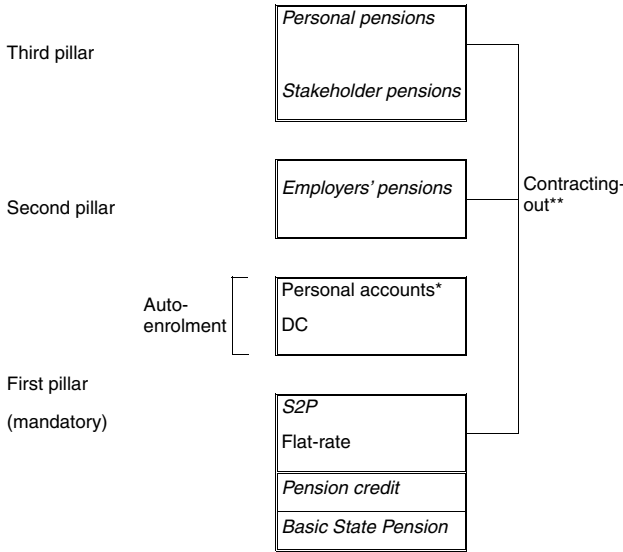 Personal pensions
Third pillar
Stakeholder pensions
Employers’ pensions
Second pillar
Contracting-
out**
Personal accounts*
Auto-
enrolment
DC
First pillar
(mandatory)
S2P
Flat-rate
Pension credit
Basic State Pension